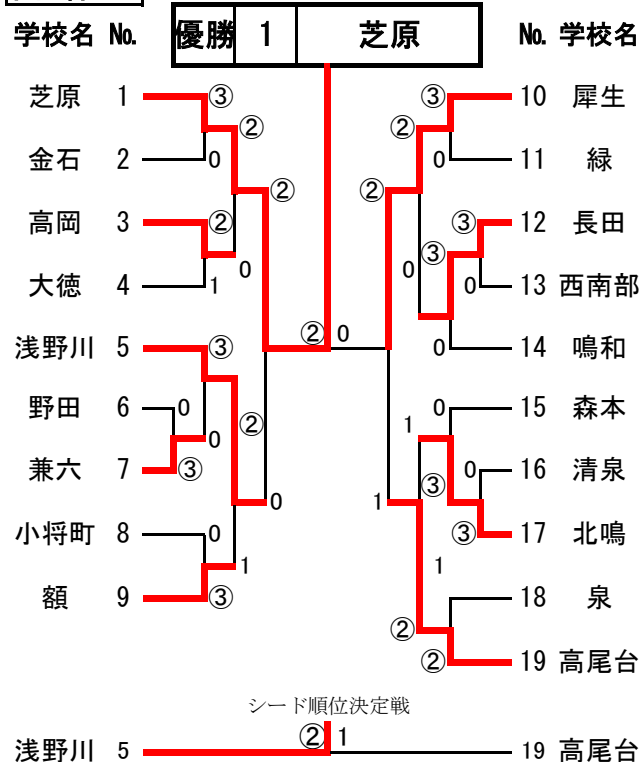 優勝 1 芝原
学校名 No. No. 学校名
芝原 1 ③ ③ 10 犀生
② ②
金石 2 0 0 11 緑
② ②
高岡 3 ② ③ 12 長田
0 0 ③
大徳 4 1 0 13 西南部
② 0
浅野川 5 ③ 0 14 鳴和
野田 6 0 0 15 森本
② 1
0
兼六 7 ③ 0 16 清泉
③
0 1
小将町 8 0 ③ 17 北鳴
1 1
額 9 ③ 18 泉
②
② 19 高尾台
シード順位決定戦
② 1
浅野川 5 19 高尾台